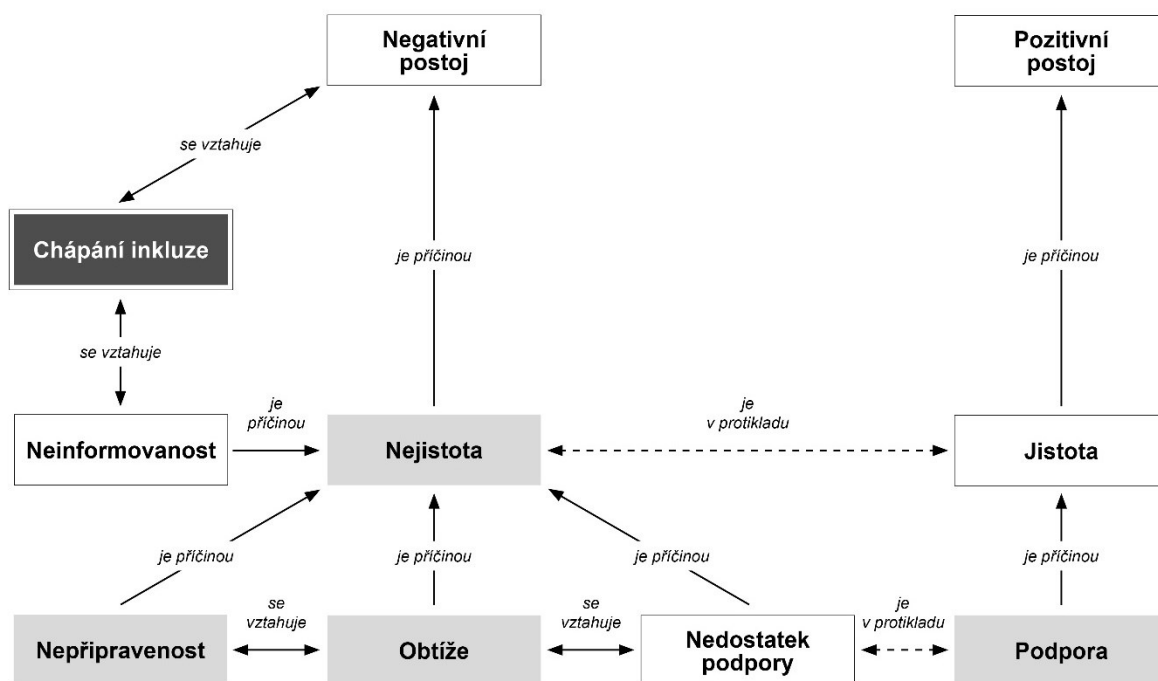 Negativní
postoj
Pozitivní
postoj
se vztahuje
Chápání inkluze
je příčinou
je příčinou
se vztahuje
je
příčinou
je
v protikladu
Neinformovanost
Nejistota
Jistota
je příčinou
je příčinou
je příčinou
je příčinou
se
vztahuje
se
vztahuje
je
v protikladu
Nepřipravenost
Obtíže
Nedostatek
podpory
Podpora